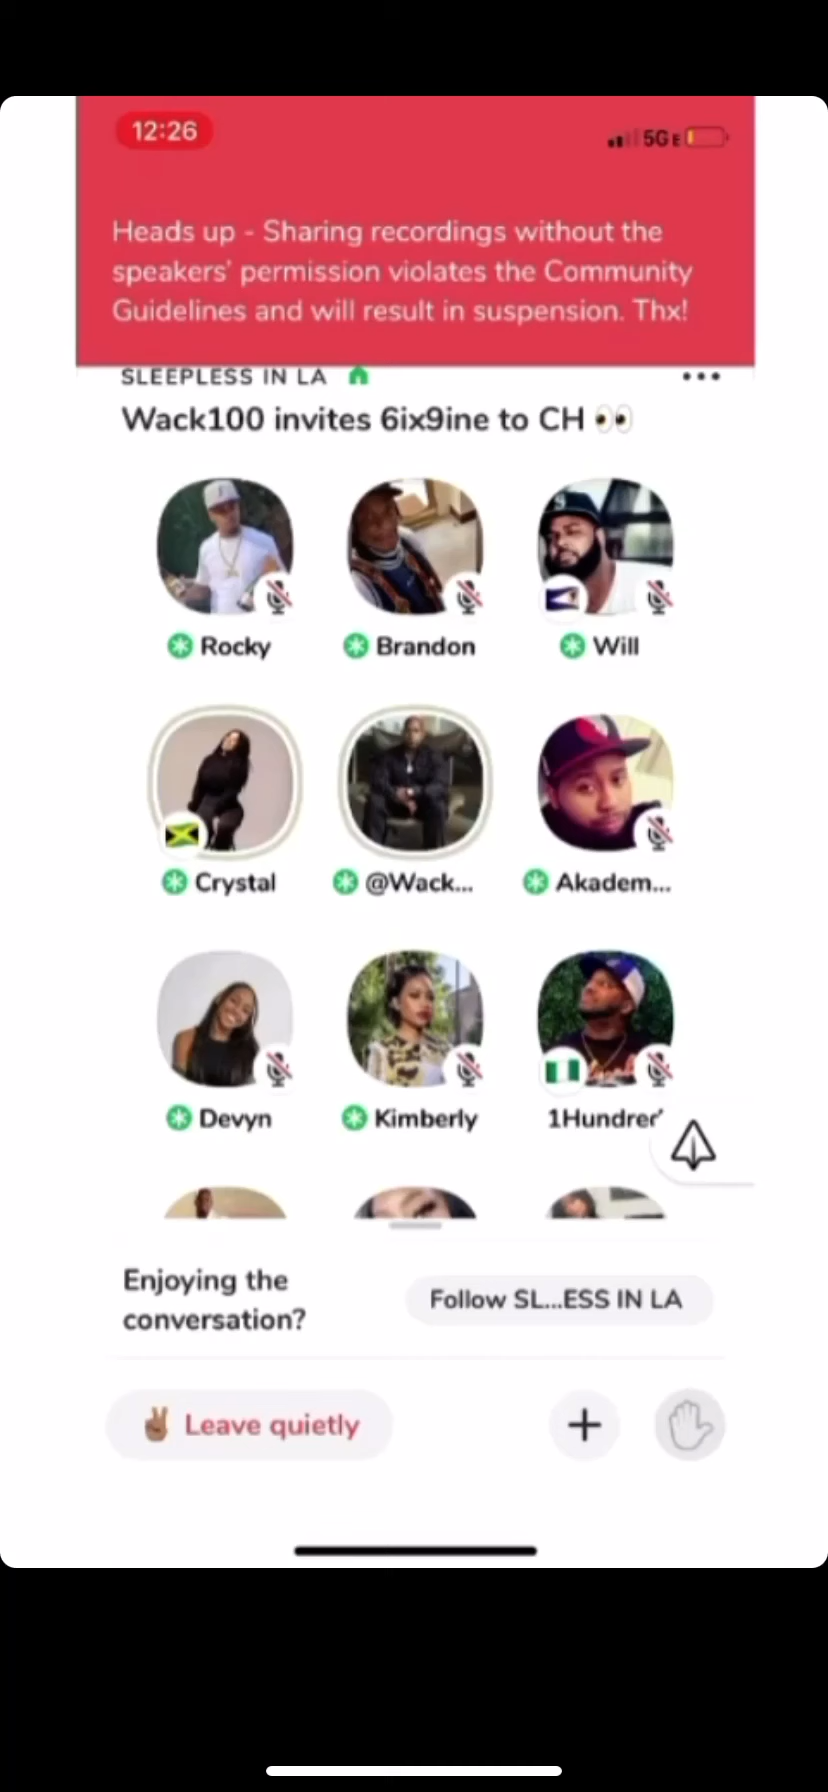 12:26
5GE
Heads up - Sharing recordings without the
speakers' permission violates the Community
Guidelines and will result in suspension. Thx!
SLEEPLESS IN LA
Wack100 invites 6ix9ine to CH 👀
Rocky
Brandon
Will
Crystal
@Wack...
Akadem...
Devyn
Kimberly
1Hundred
Enjoying the
conversation?
Follow SL...ESS IN LA
✌🏽 Leave quietly